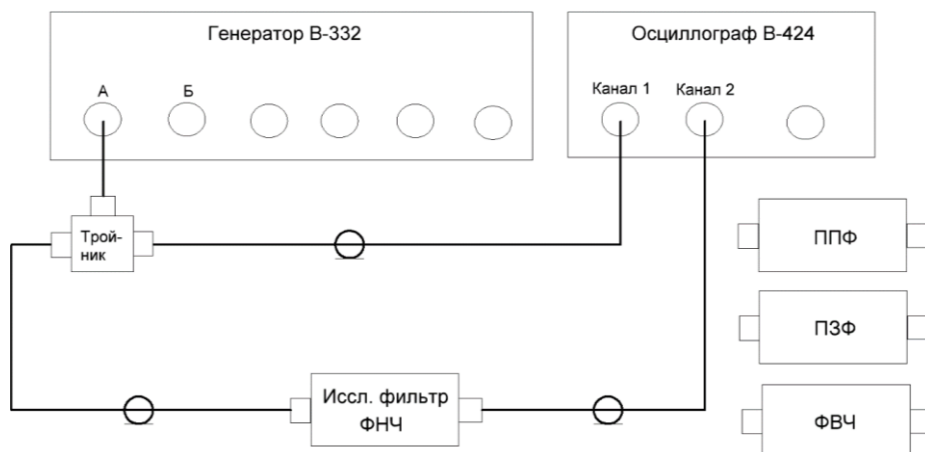 Генератор В-332
Осциллограф В-424
А
Б
Канал 1
Канал 2
Трой-
ник
ППФ
ПЗФ
Иссл. фильтр
ФНЧ
ФВЧ